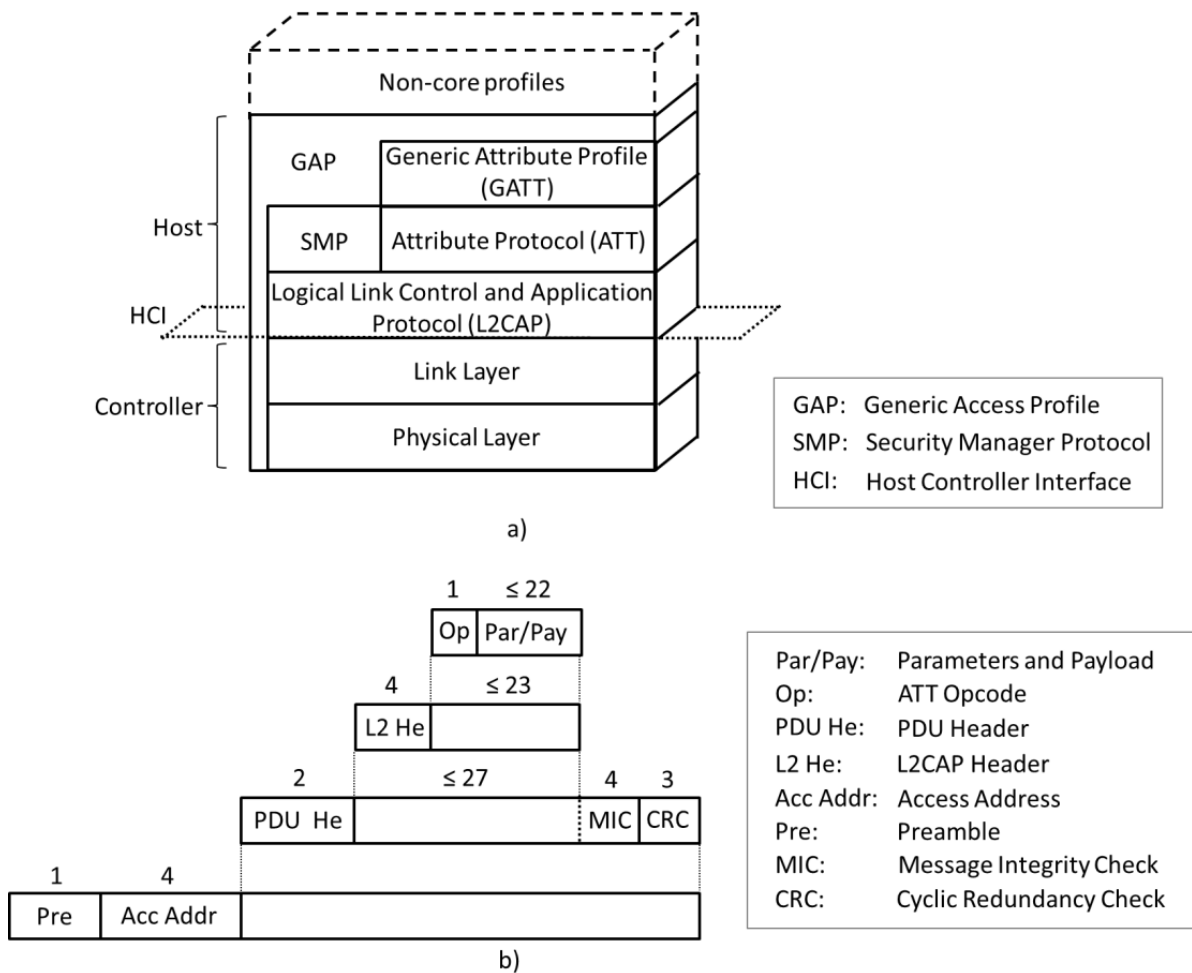 Non-core profiles
GAP
Generic Attribute Profile
(GATT)
Host
SMP
Attribute Protocol (ATT)
Logical Link Control and Application
Protocol (L2CAP)
HCI
Link Layer
Controller
Physical Layer
GAP: Generic Access Profile
SMP: Security Manager Protocol
HCI: Host Controller Interface
a)
1 ≤ 22
Op Par/Pay
4 ≤ 23
L2 He
2 ≤ 27 4 3
PDU He MIC CRC
1 4
Pre Acc Addr
Par/Pay: Parameters and Payload
Op: ATT Opcode
PDU He: PDU Header
L2 He: L2CAP Header
Acc Addr: Access Address
Pre: Preamble
MIC: Message Integrity Check
CRC: Cyclic Redundancy Check
b)